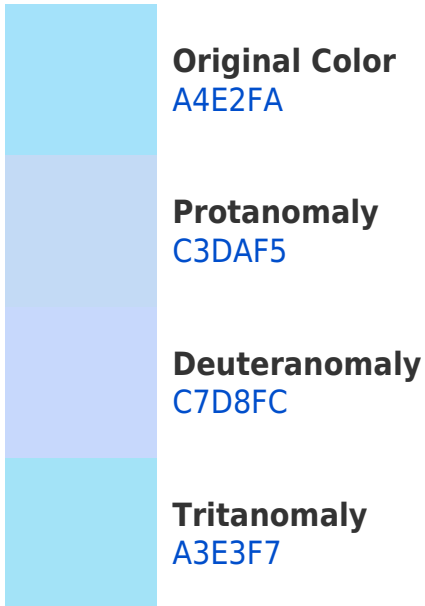 Original Color
A4E2FA
Protanomaly
C3DAF5
Deuteranomaly
C7D8FC
Tritanomaly
A3E3F7